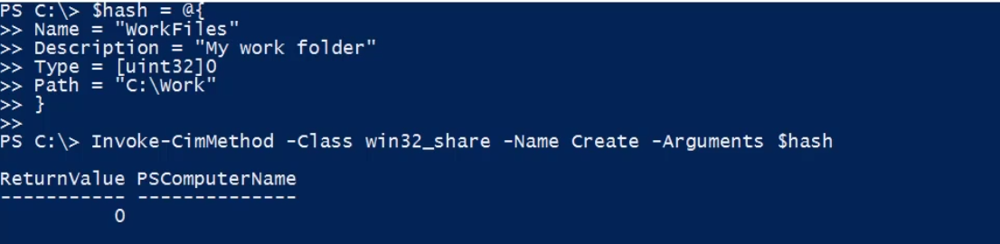 PS C:\> $hash = @{
>> Name = "WorkFiles"
>> Description = "My work folder"
>> Type = [uint32]0
>> Path = "C:\Work"
>> }
>>
PS C:\> Invoke-CimMethod -Class win32_share -Name Create -Arguments $hash
ReturnValue PSComputerName
----------- --------------
0